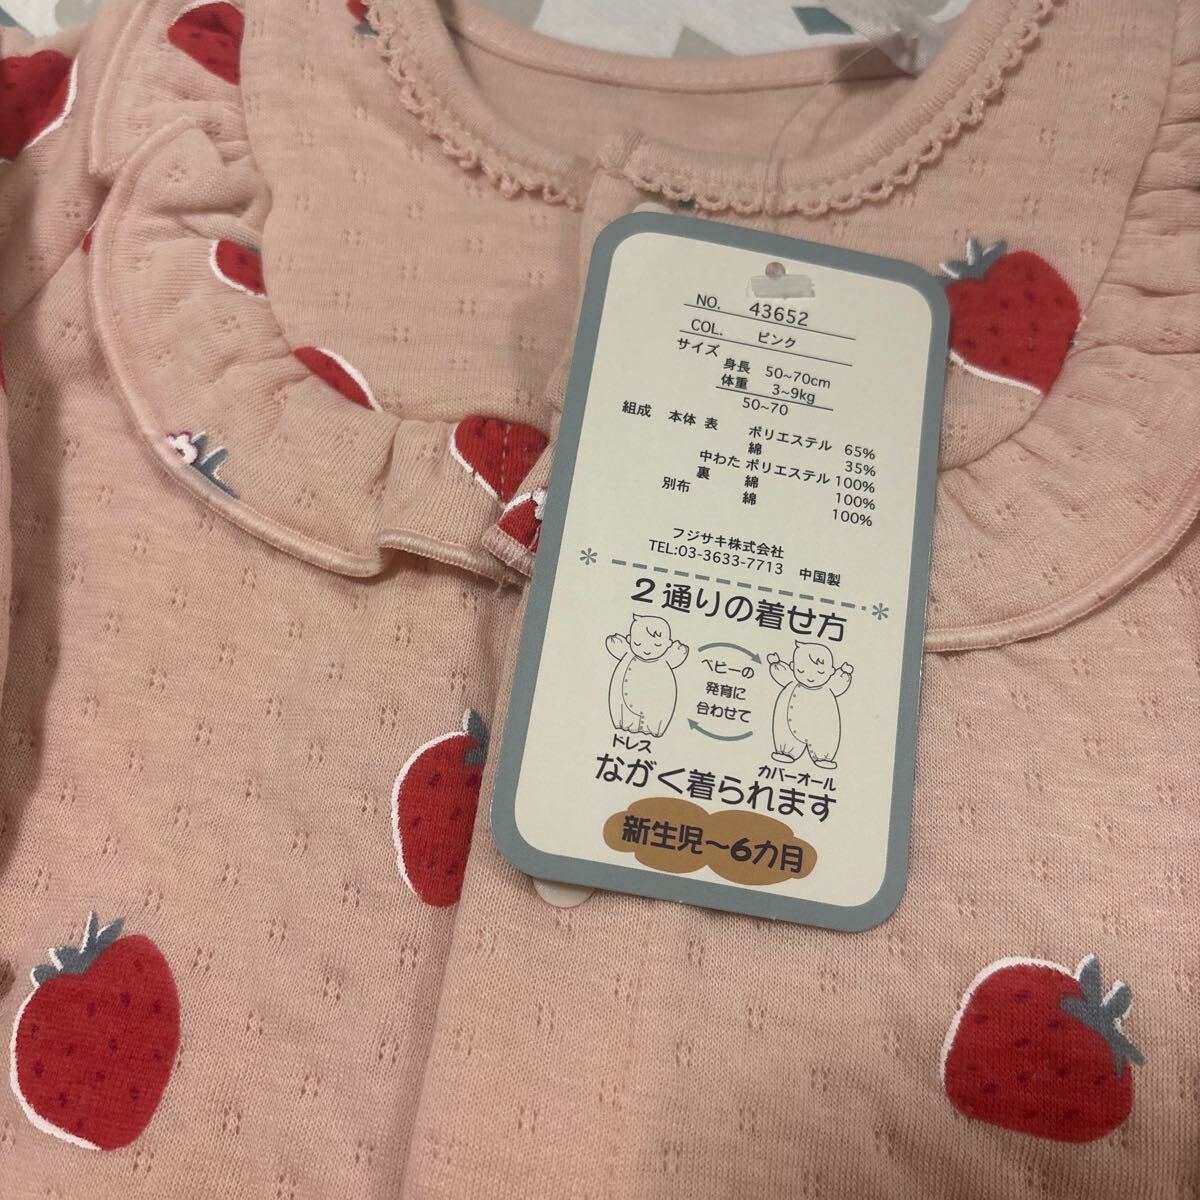 NO. 43652
COL. ピンク
サイズ
身長 50~70cm
体重 3~9kg
50~70
組成 本体 表 ポリエステル 65%
綿 35%
中わた ポリエステル 100%
裏 綿 100%
別布 綿 100%
フジサキ株式会社
TEL:03-3633-7713 中国製
2通りの着せ方
ベビーの
発育に
合わせて
ドレス
カバーオール
ながく着られます
新生児～6カ月